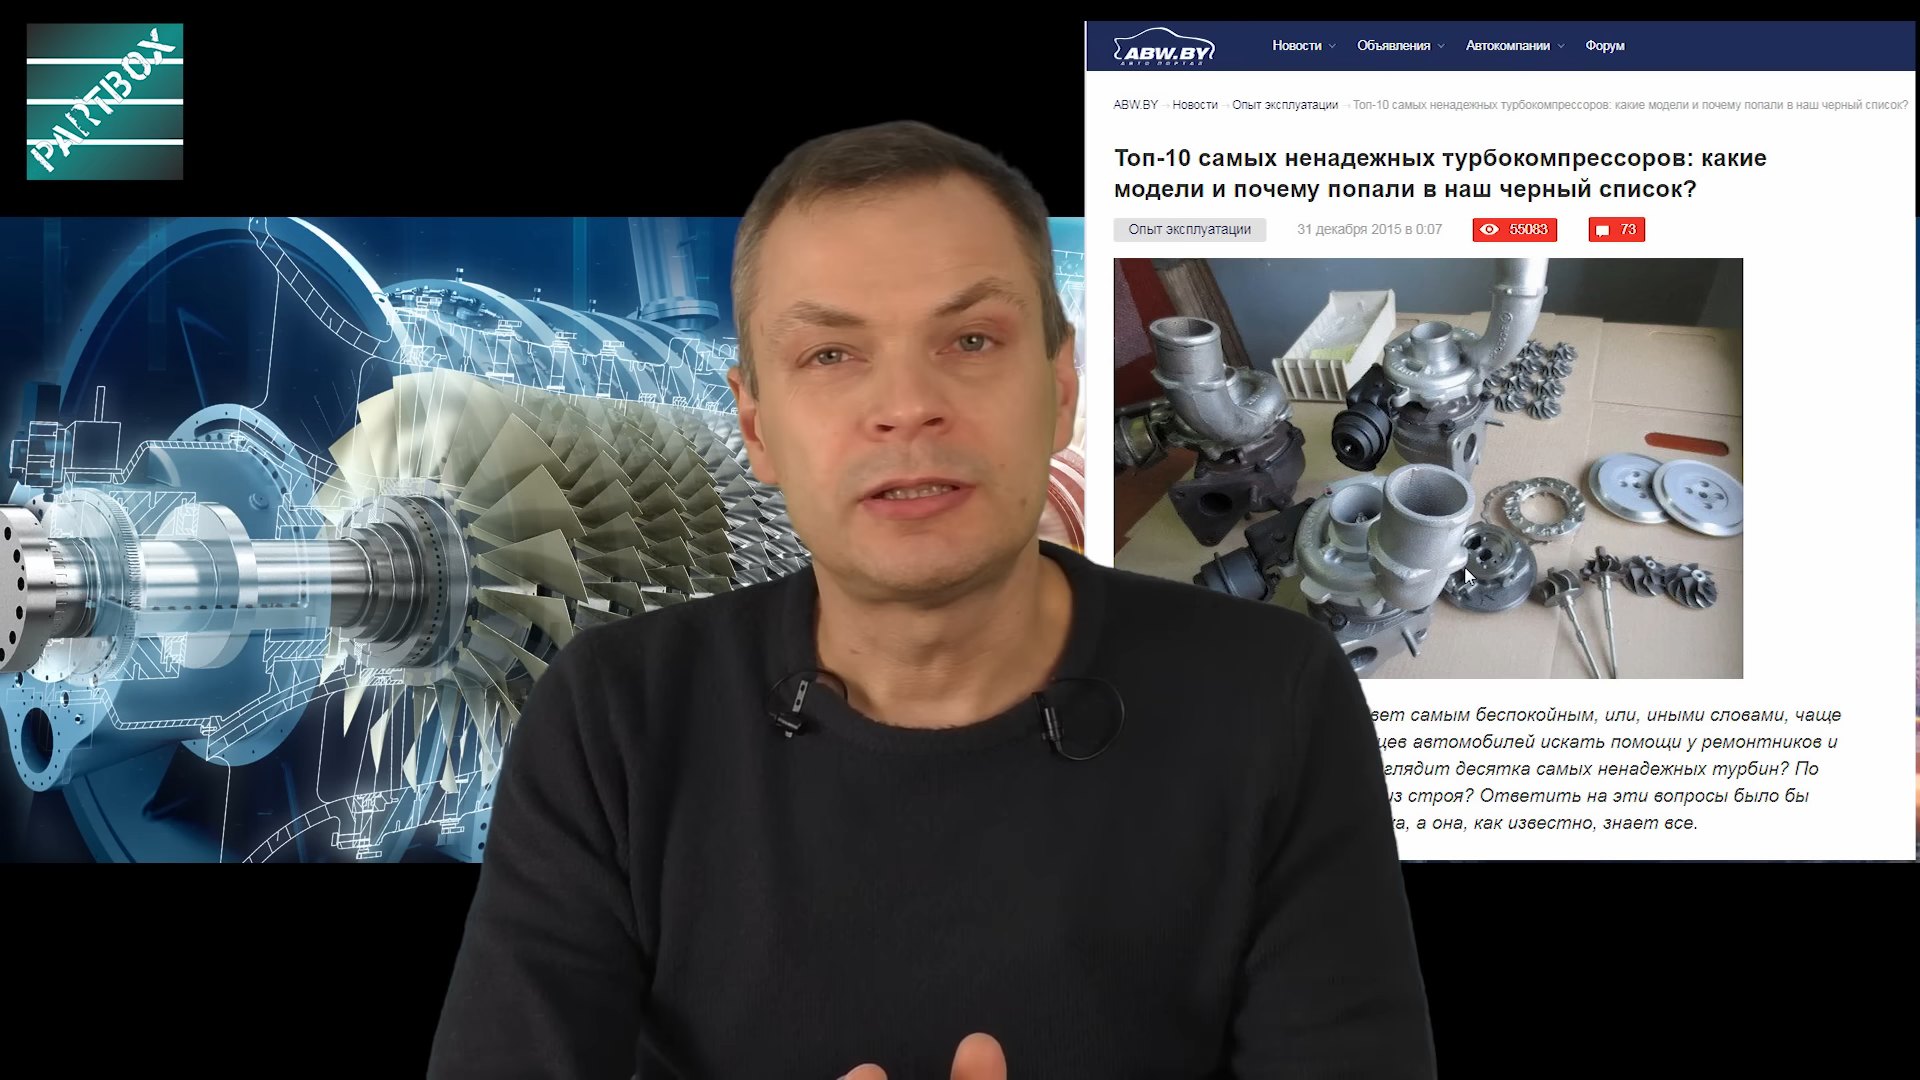 PARTBOX
ABW.BY
АВТО ПОРТАЛ
Новости Объявления Автокомпании Форум
ABW.BY Новости Опыт эксплуатации Топ-10 самых ненадежных турбокомпрессоров: какие модели и почему попали в наш черный список?
Топ-10 самых ненадежных турбокомпрессоров: какие
модели и почему попали в наш черный список?
Опыт эксплуатации 31 декабря 2015 в 0:07 55083 73
самым беспокойным, или, иными словами, чаще
автомобилей искать помощи у ремонтников и
десятка самых ненадежных турбин? По
из строя? Ответить на эти вопросы было бы
а она, как известно, знает все.